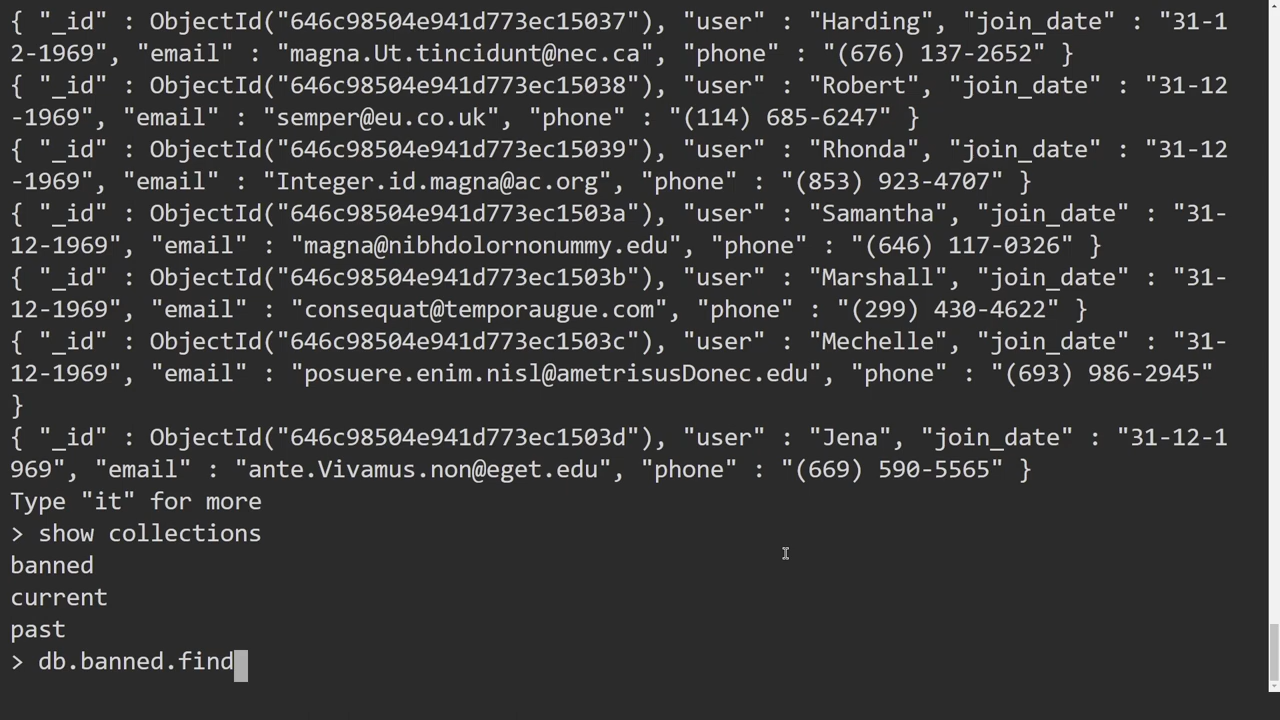 { "_id" : ObjectId("646c98504e941d773ec15037"), "user" : "Harding", "join_date" : "31-1
2-1969", "email" : "magna.Ut.tincidunt@nec.ca", "phone" : "(676) 137-2652" }
{ "_id" : ObjectId("646c98504e941d773ec15038"), "user" : "Robert", "join_date" : "31-12
-1969", "email" : "semper@eu.co.uk", "phone" : "(114) 685-6247" }
{ "_id" : ObjectId("646c98504e941d773ec15039"), "user" : "Rhonda", "join_date" : "31-12
-1969", "email" : "Integer.id.magna@ac.org", "phone" : "(853) 923-4707" }
{ "_id" : ObjectId("646c98504e941d773ec1503a"), "user" : "Samantha", "join_date" : "31-
12-1969", "email" : "magna@nibhdolornonummy.edu", "phone" : "(646) 117-0326" }
{ "_id" : ObjectId("646c98504e941d773ec1503b"), "user" : "Marshall", "join_date" : "31-
12-1969", "email" : "consequat@temporaugue.com", "phone" : "(299) 430-4622" }
{ "_id" : ObjectId("646c98504e941d773ec1503c"), "user" : "Mechelle", "join_date" : "31-
12-1969", "email" : "posuere.enim.nisl@ametrisusDonec.edu", "phone" : "(693) 986-2945"
}
{ "_id" : ObjectId("646c98504e941d773ec1503d"), "user" : "Jena", "join_date" : "31-12-1
969", "email" : "ante.Vivamus.non@eget.edu", "phone" : "(669) 590-5565" }
Type "it" for more
> show collections
banned
current
past
> db.banned.find